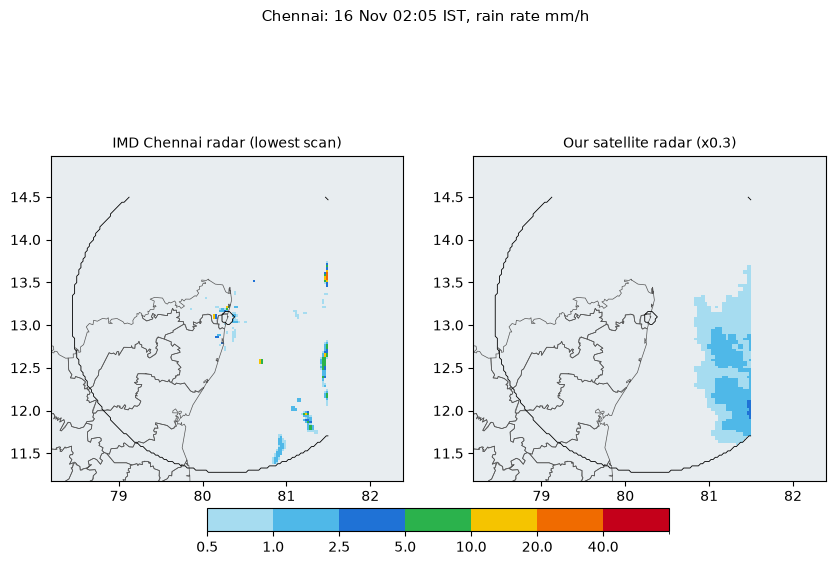 Chennai: 16 Nov 02:05 IST, rain rate mm/h
IMD Chennai radar (lowest scan)
Our satellite radar (x0.3)
14.5
14.0
13.5
13.0
12.5
12.0
11.5
79 80 81 82
14.5
14.0
13.5
13.0
12.5
12.0
11.5
79 80 81 82
0.5 1.0 2.5 5.0 10.0 20.0 40.0